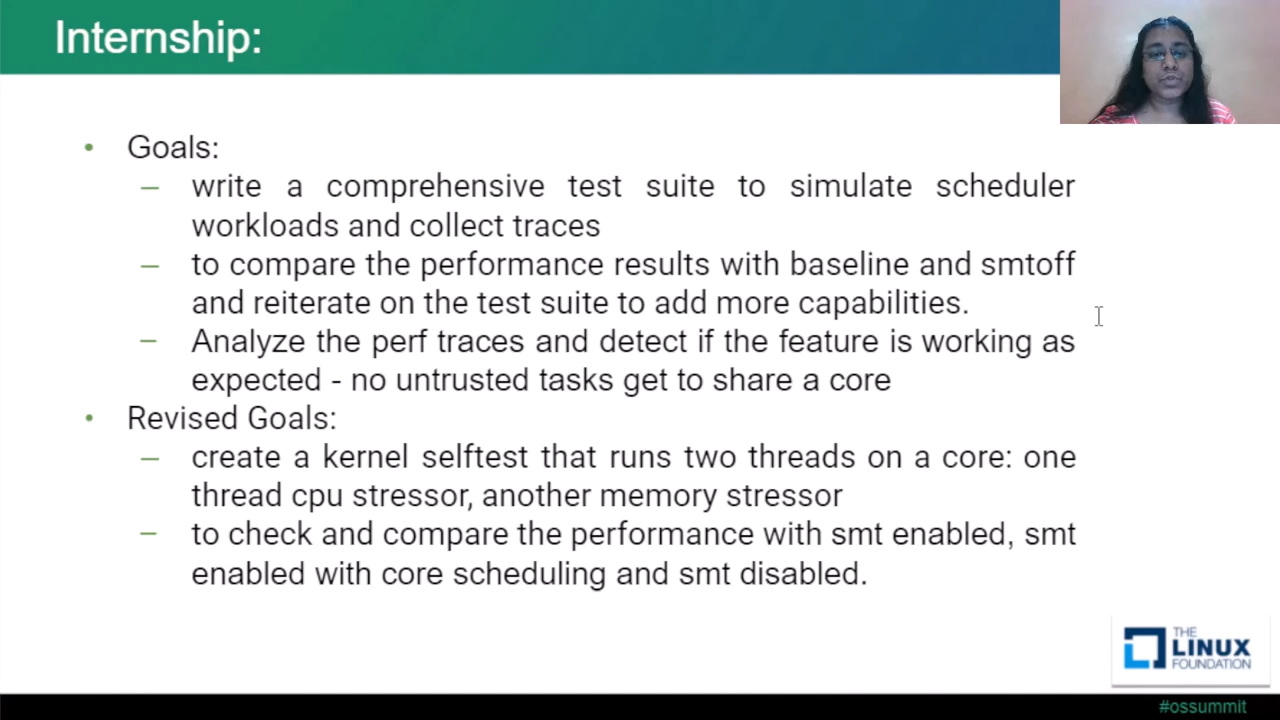 Internship:
• Goals:
– write a comprehensive test suite to simulate scheduler
workloads and collect traces
– to compare the performance results with baseline and smtoff
and reiterate on the test suite to add more capabilities.
– Analyze the perf traces and detect if the feature is working as
expected - no untrusted tasks get to share a core
• Revised Goals:
– create a kernel selftest that runs two threads on a core: one
thread cpu stressor, another memory stressor
– to check and compare the performance with smt enabled, smt
enabled with core scheduling and smt disabled.
THE
LINUX
FOUNDATION
#ossummit